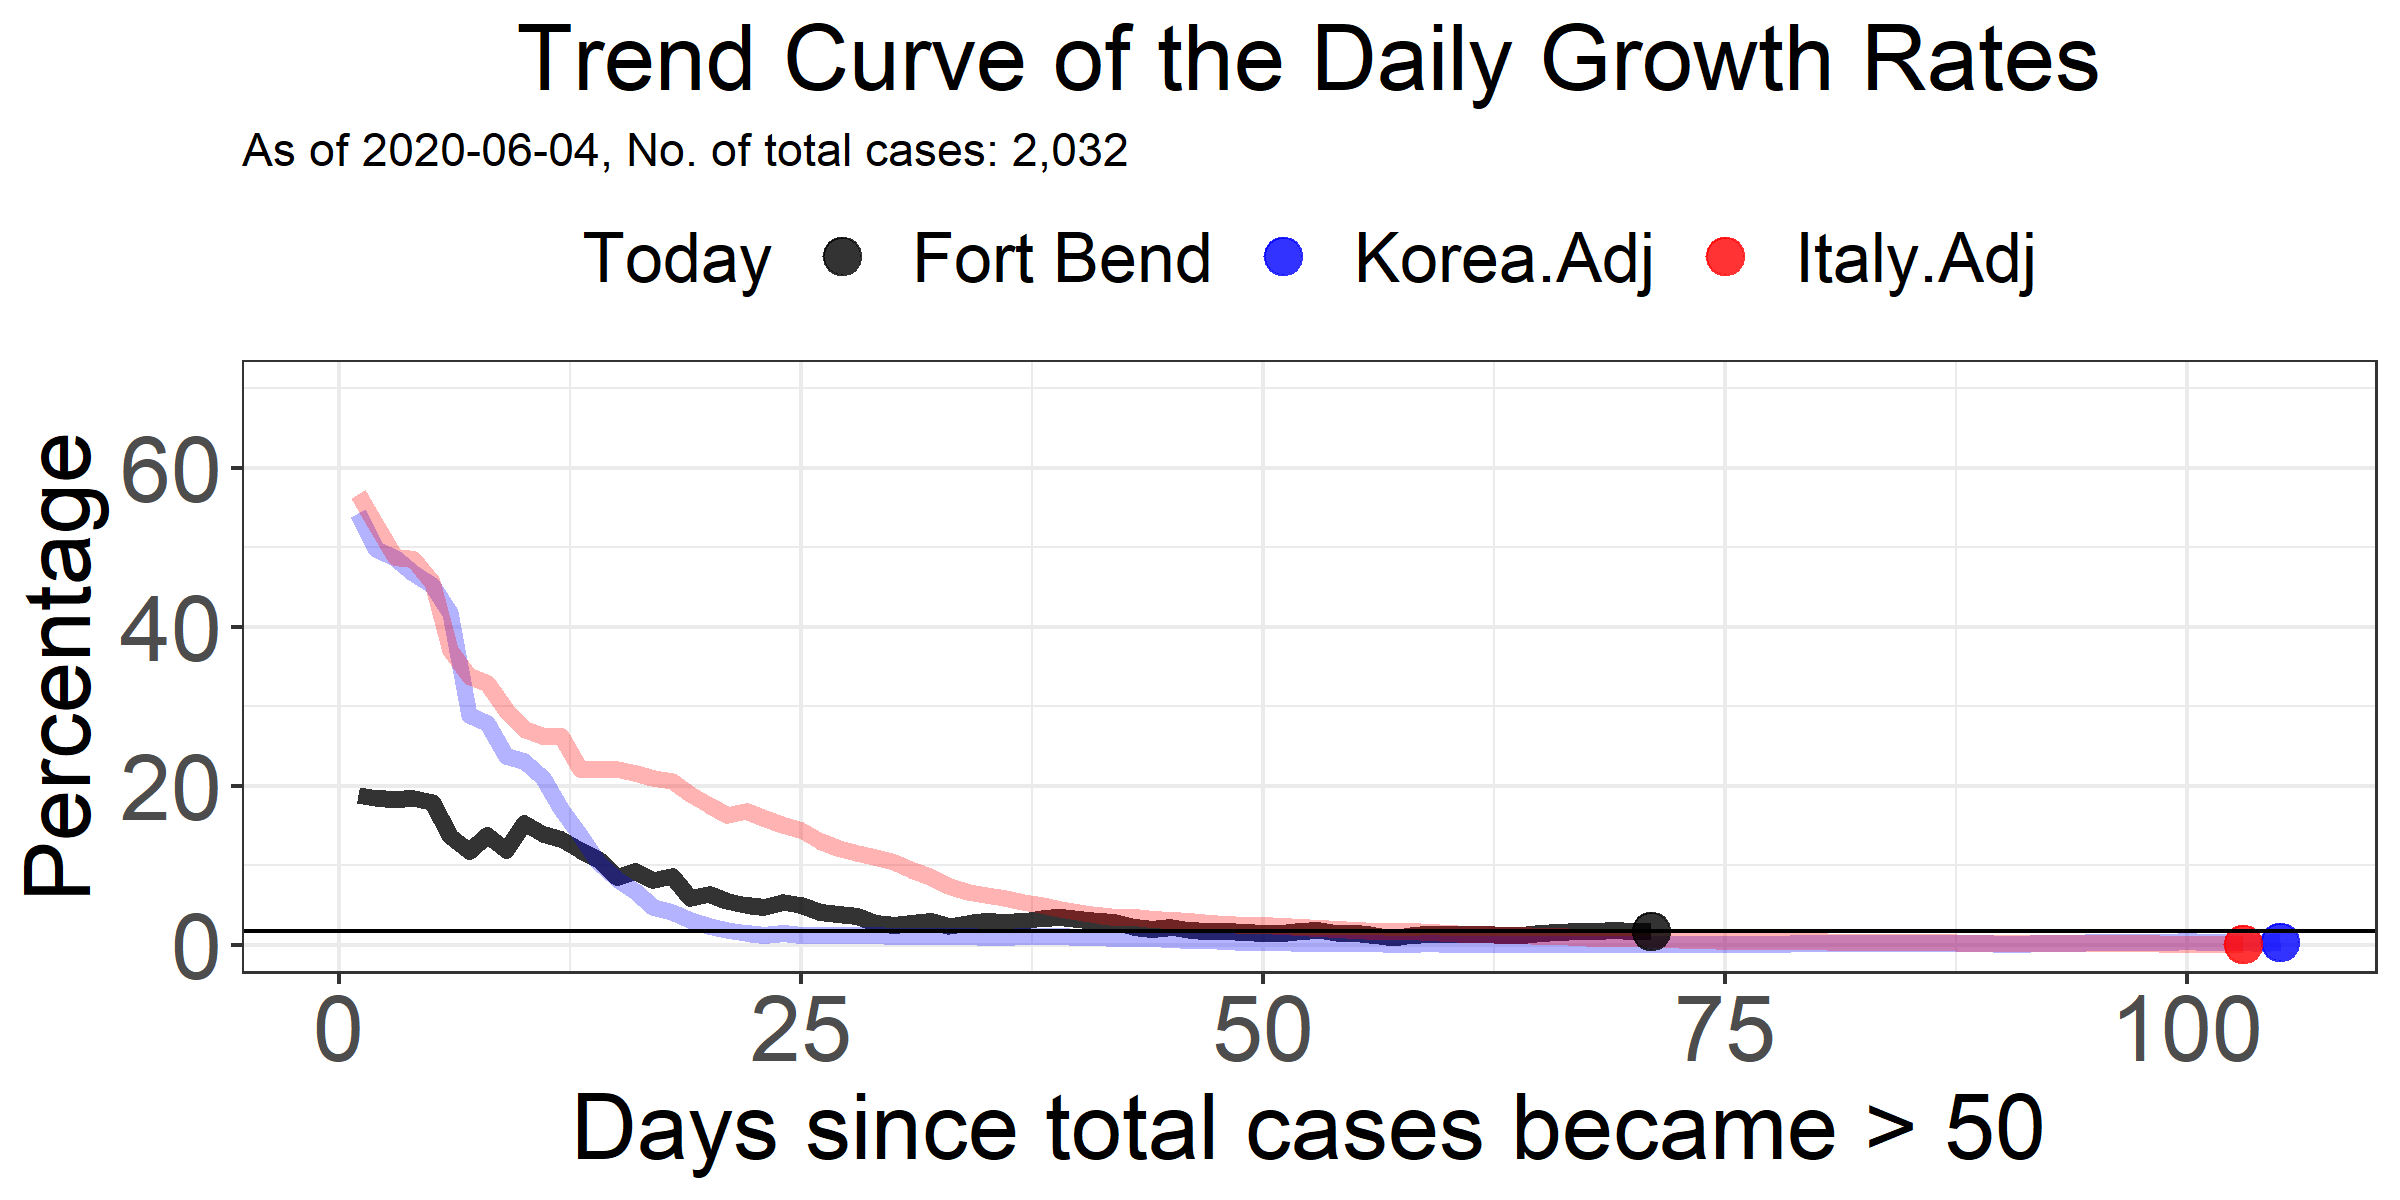 Trend Curve of the Daily Growth Rates
As of 2020-06-04, No. of total cases: 2,032
Today Fort Bend Korea.Adj Italy.Adj
Percentage
60
40
20
0
0 25 50 75 100
Days since total cases became > 50